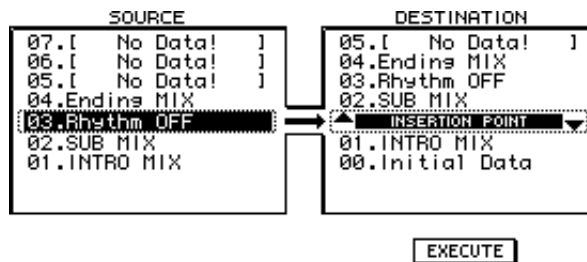 SOURCE
07.[ No Data! ]
06.[ No Data! ]
05.[ No Data! ]
04.Ending MIX
03.Rhythm OFF
02.SUB MIX
01.INTRO MIX
DESTINATION
05.[ No Data! ]
04.Ending MIX
03.Rhythm OFF
02.SUB MIX
INSERTION POINT
01.INTRO MIX
00.Initial Data
EXECUTE